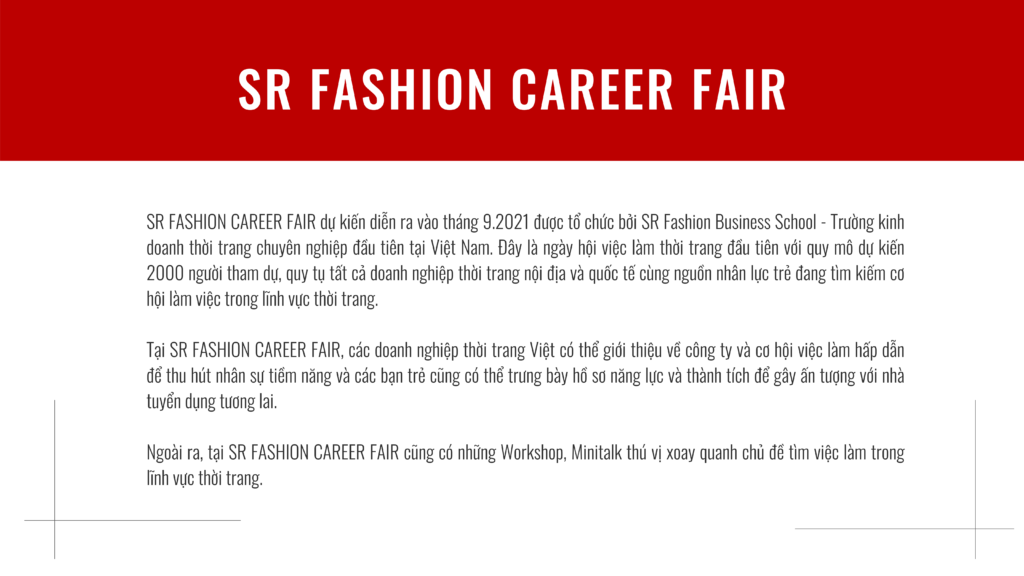 SR FASHION CAREER FAIR
SR FASHION CAREER FAIR dự kiến diễn ra vào tháng 9.2021 được tổ chức bởi SR Fashion Business School - Trường kinh
doanh thời trang chuyên nghiệp đầu tiên tại Việt Nam. Đây là ngày hội việc làm thời trang đầu tiên với quy mô dự kiến
2000 người tham dự, quy tụ tất cả doanh nghiệp thời trang nội địa và quốc tế cùng nguồn nhân lực trẻ đang tìm kiếm cơ
hội làm việc trong lĩnh vực thời trang.
Tại SR FASHION CAREER FAIR, các doanh nghiệp thời trang Việt có thể giới thiệu về công ty và cơ hội việc làm hấp dẫn
để thu hút nhân sự tiềm năng và các bạn trẻ cũng có thể trưng bày hồ sơ năng lực và thành tích để gây ấn tượng với nhà
tuyển dụng tương lai.
Ngoài ra, tại SR FASHION CAREER FAIR cũng có những Workshop, Minitalk thú vị xoay quanh chủ đề tìm việc làm trong
lĩnh vực thời trang.